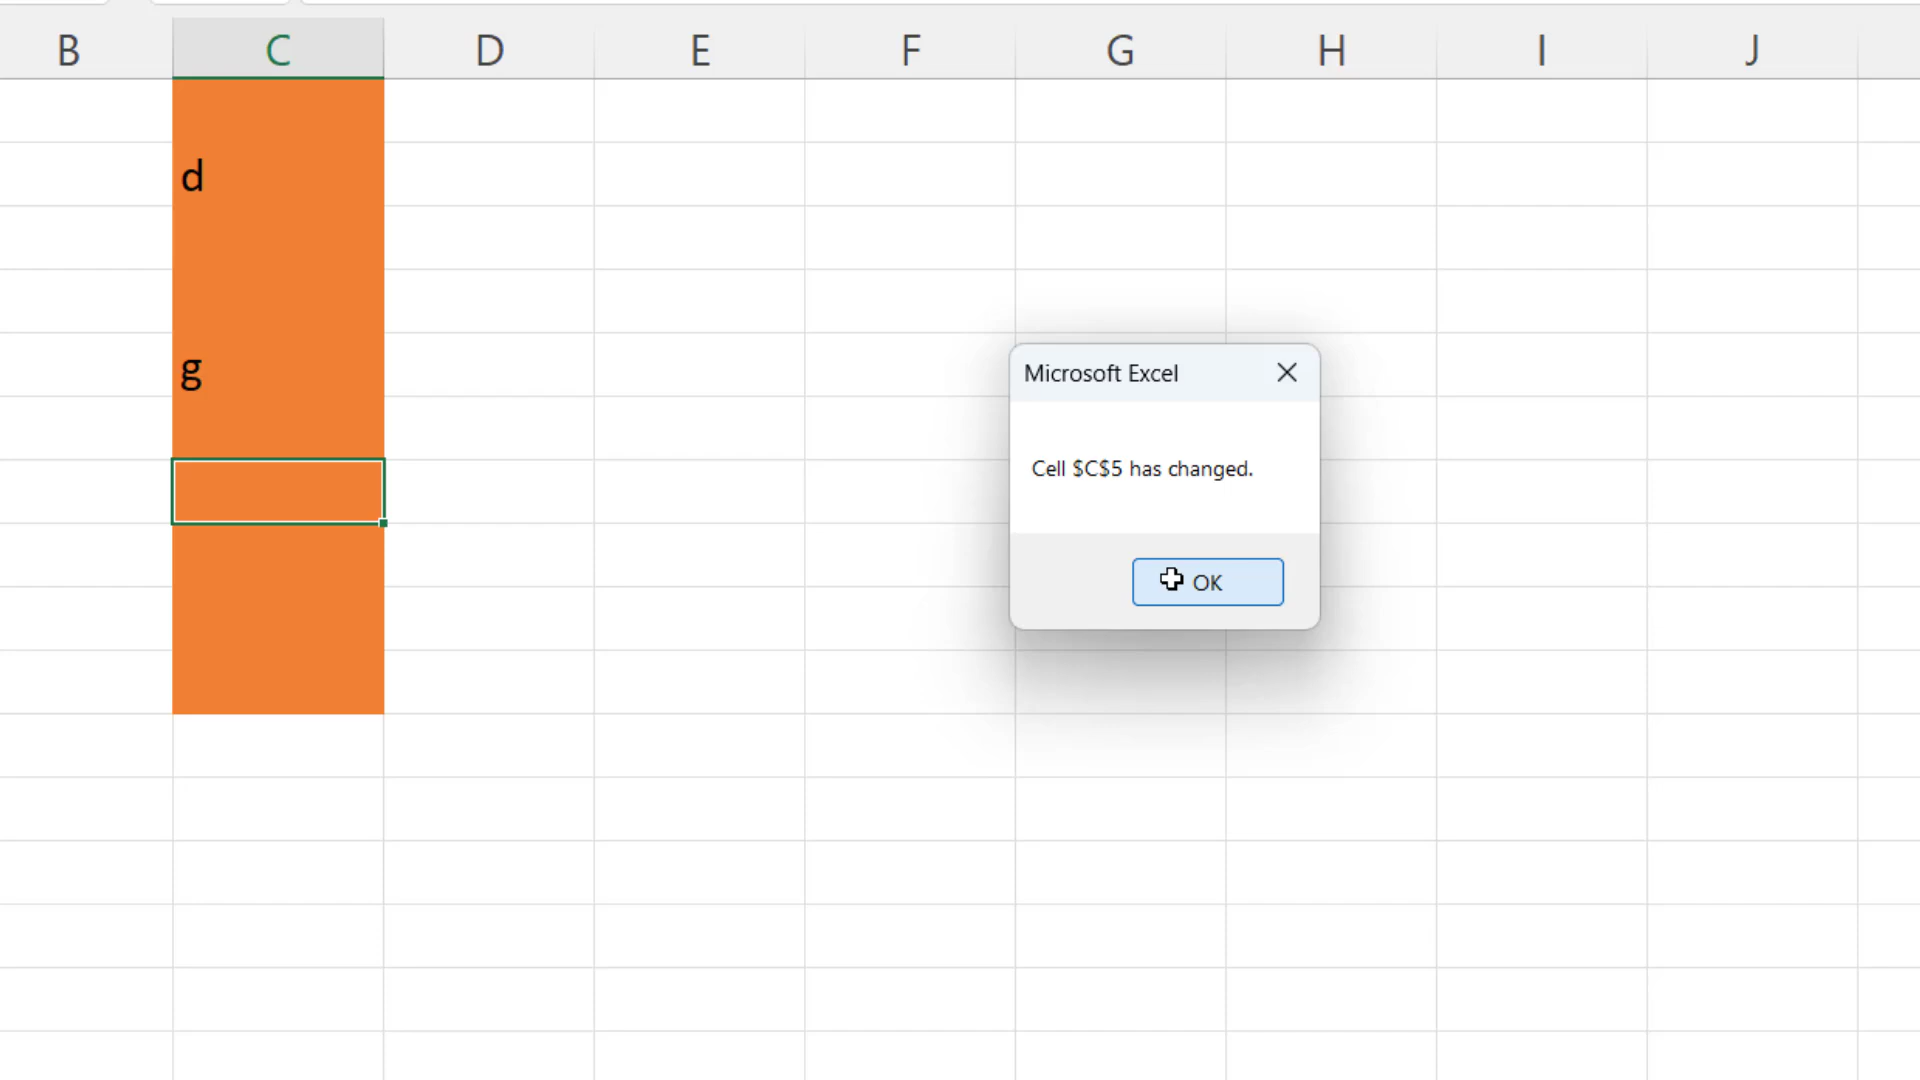 B C D E F G H I J
d
g
Microsoft Excel
Cell $C$5 has changed.
OK